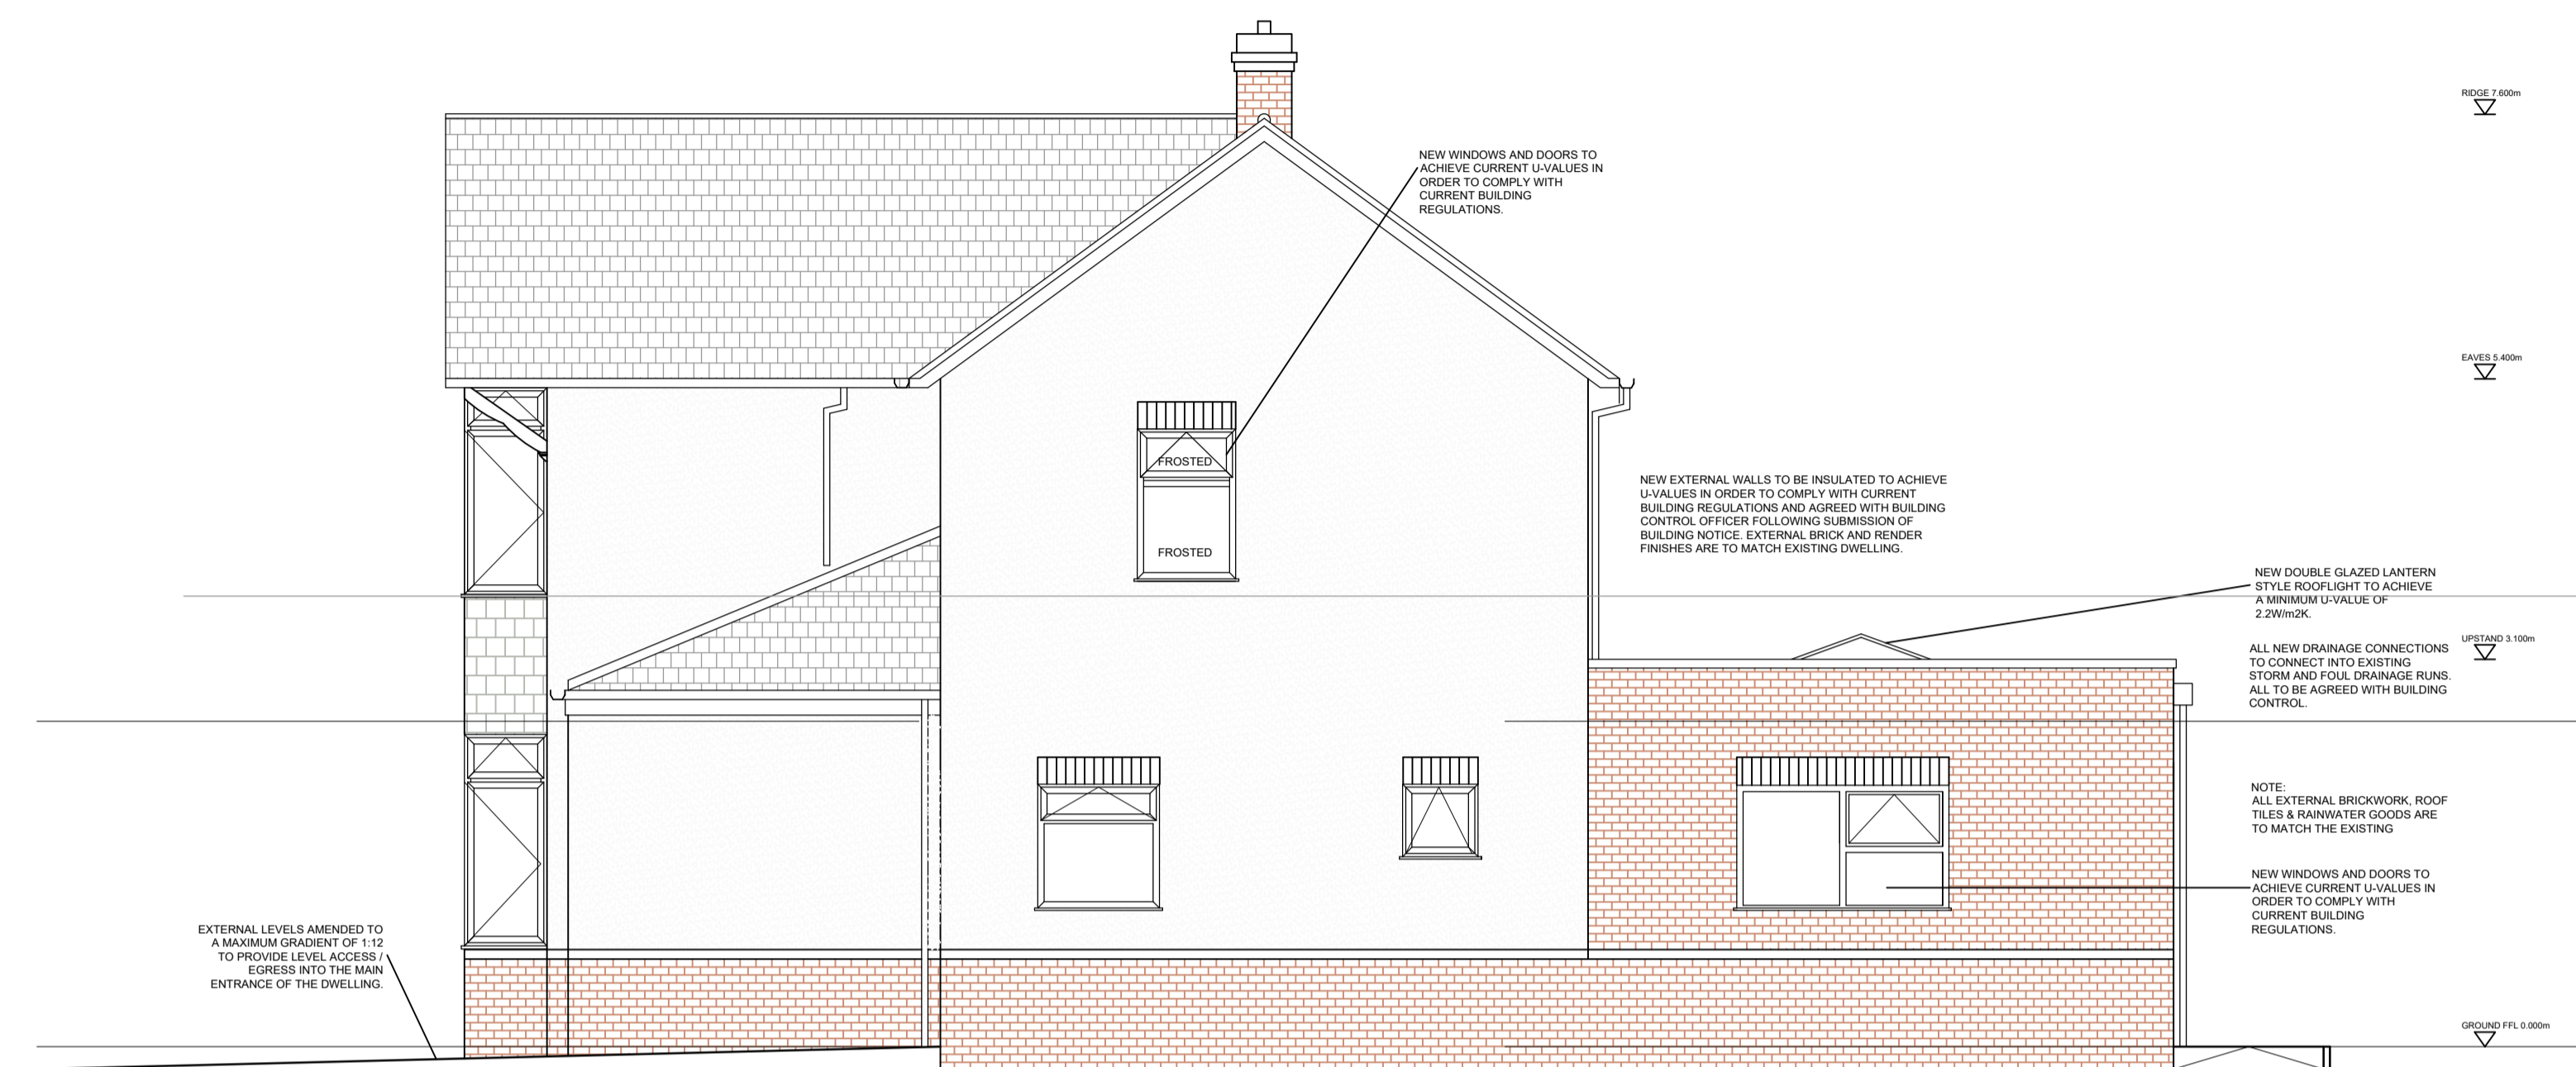 RIDGE 7.600m
NEW WINDOWS AND DOORS TO
ACHIEVE CURRENT U-VALUES IN
ORDER TO COMPLY WITH
CURRENT BUILDING
REGULATIONS.
EAVES 5.400m
FROSTED
FROSTED
NEW EXTERNAL WALLS TO BE INSULATED TO ACHIEVE
U-VALUES IN ORDER TO COMPLY WITH CURRENT
BUILDING REGULATIONS AND AGREED WITH BUILDING
CONTROL OFFICER FOLLOWING SUBMISSION OF
BUILDING NOTICE. EXTERNAL BRICK AND RENDER
FINISHES ARE TO MATCH EXISTING DWELLING.
NEW DOUBLE GLAZED LANTERN
STYLE ROOFLIGHT TO ACHIEVE
A MINIMUM U-VALUE OF
2.2W/m2K.
UPSTAND 3.100m
ALL NEW DRAINAGE CONNECTIONS
TO CONNECT INTO EXISTING
STORM AND FOUL DRAINAGE RUNS.
ALL TO BE AGREED WITH BUILDING
CONTROL.
NOTE:
ALL EXTERNAL BRICKWORK, ROOF
TILES & RAINWATER GOODS ARE
TO MATCH THE EXISTING
NEW WINDOWS AND DOORS TO
ACHIEVE CURRENT U-VALUES IN
ORDER TO COMPLY WITH
CURRENT BUILDING
REGULATIONS.
EXTERNAL LEVELS AMENDED TO
A MAXIMUM GRADIENT OF 1:12
TO PROVIDE LEVEL ACCESS /
EGRESS INTO THE MAIN
ENTRANCE OF THE DWELLING.
GROUND FFL 0.000m